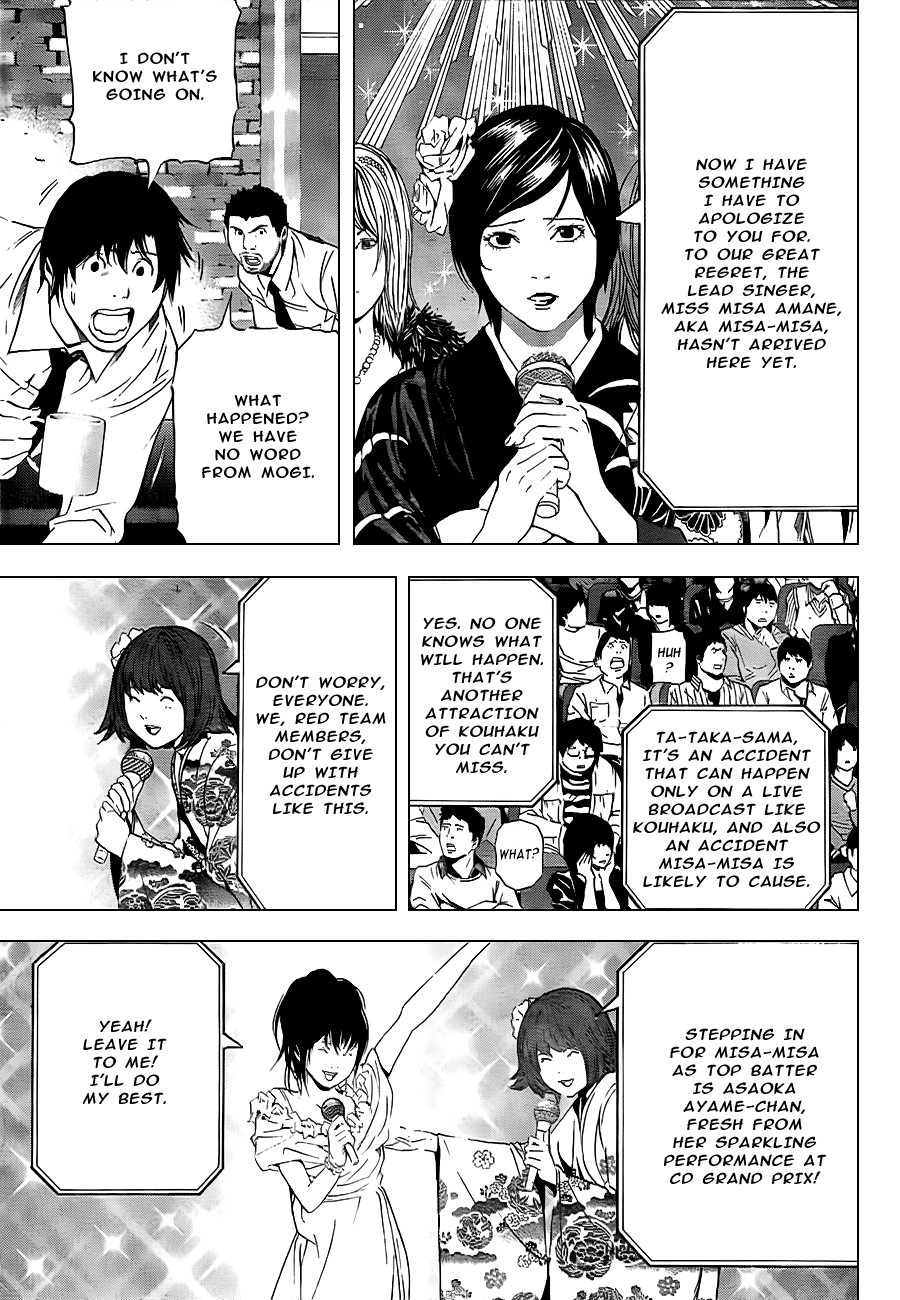 NOW I HAVE
SOMETHING
I HAVE TO
APOLOGIZE
TO YOU FOR.
TO OUR GREAT
REGRET, THE
LEAD SINGER,
MISS MISA AMANE,
AKA MISA-MISA,
HASN'T ARRIVED
HERE YET.
I DON'T
KNOW WHAT'S
GOING ON.
WHAT
HAPPENED?
WE HAVE
NO WORD
FROM MOGI.
HUH
?
TA-TAKA-SAMA,
IT'S AN ACCIDENT
THAT CAN HAPPEN
ONLY ON A LIVE
BROADCAST LIKE
KOUHAKU, AND ALSO
AN ACCIDENT
MISA-MISA IS
LIKELY TO CAUSE.
YES. NO ONE
KNOWS WHAT
WILL HAPPEN.
THAT'S
ANOTHER
ATTRACTION
OF KOUHAKU
YOU CAN'T
MISS.
WHAT?
DON'T WORRY,
EVERYONE.
WE, RED TEAM
MEMBERS,
DON'T GIVE
UP WITH
ACCIDENTS
LIKE THIS.
STEPPING IN
FOR MISA-MISA
AS TOP BATTER
IS ASAOKA
AYAME-CHAN,
FRESH FROM
HER SPARKLING
PERFORMANCE AT
CD GRAND PRIX!
YEAH!
LEAVE IT
TO ME!
I'LL DO
MY BEST.